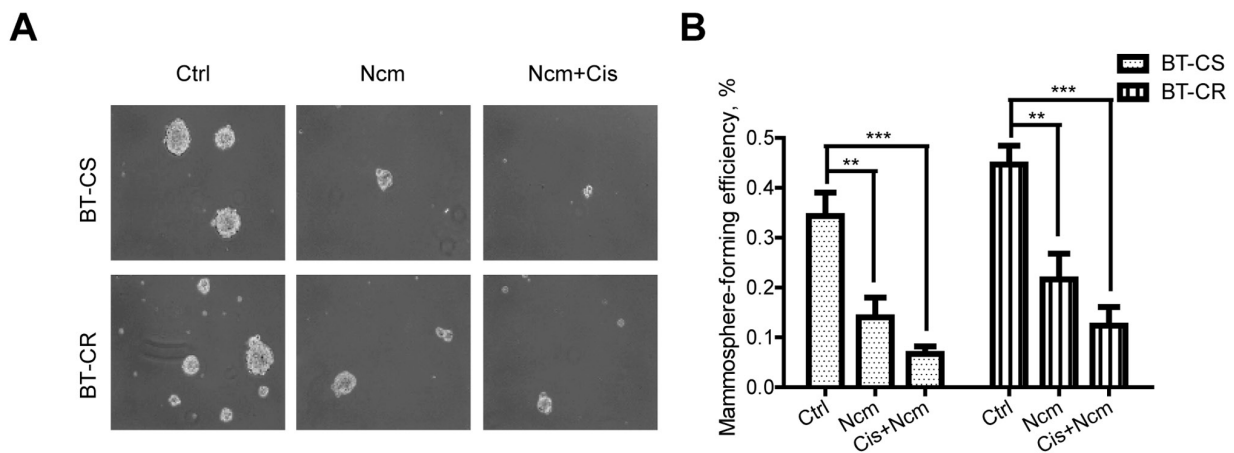 A
Ctrl Ncm Ncm+Cis
BT-CS
BT-CR
B
BT-CS
BT-CR
Mammosphere-forming efficiency, %
0.5
0.4
0.3
0.2
0.1
0.0
** *** ** ***
Ctrl Ncm Cis+Ncm Ctrl Ncm Cis+Ncm